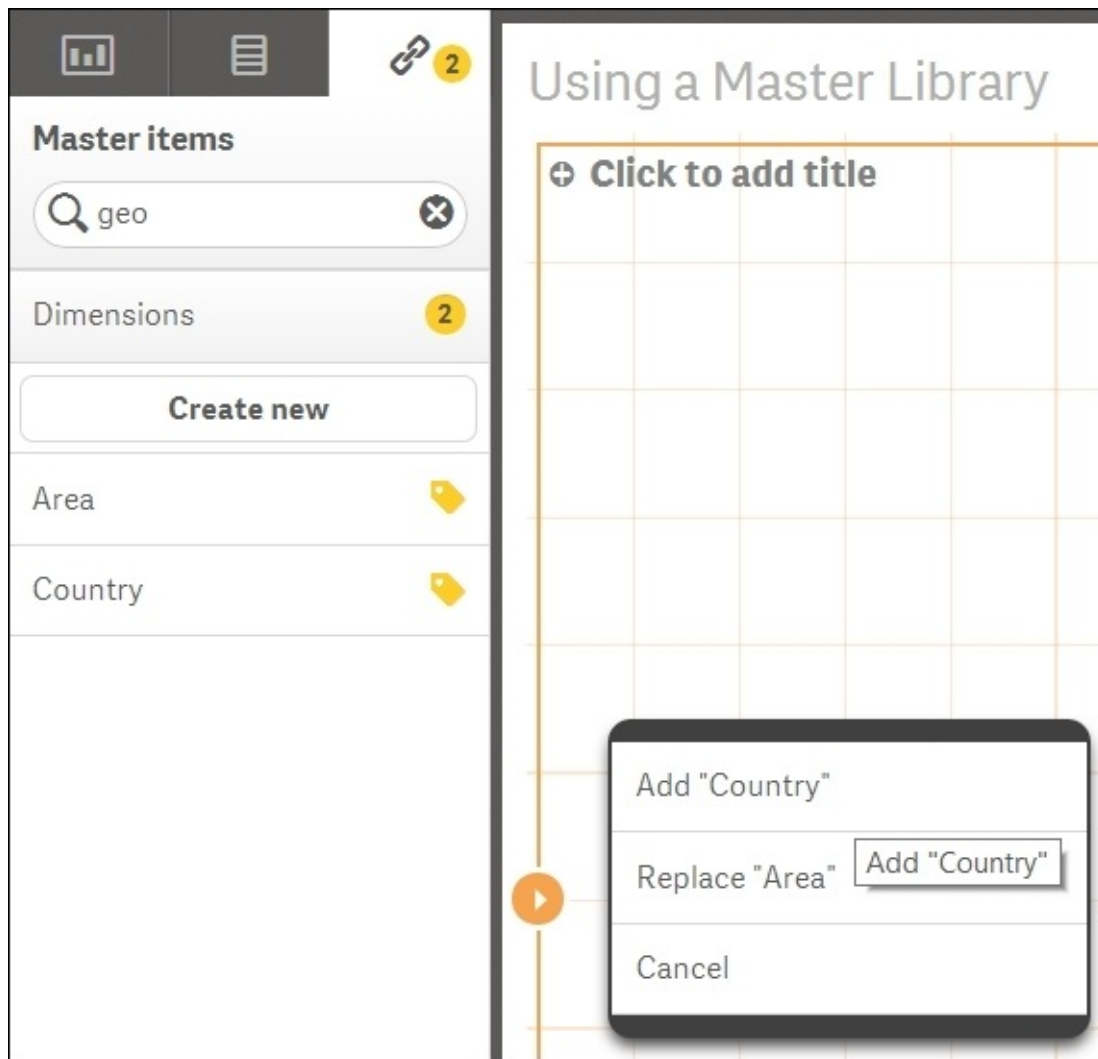 2
Master items
geo
Dimensions
2
Create new
Area
Country
Using a Master Library
Click to add title
Add "Country"
Replace "Area"
Add "Country"
Cancel